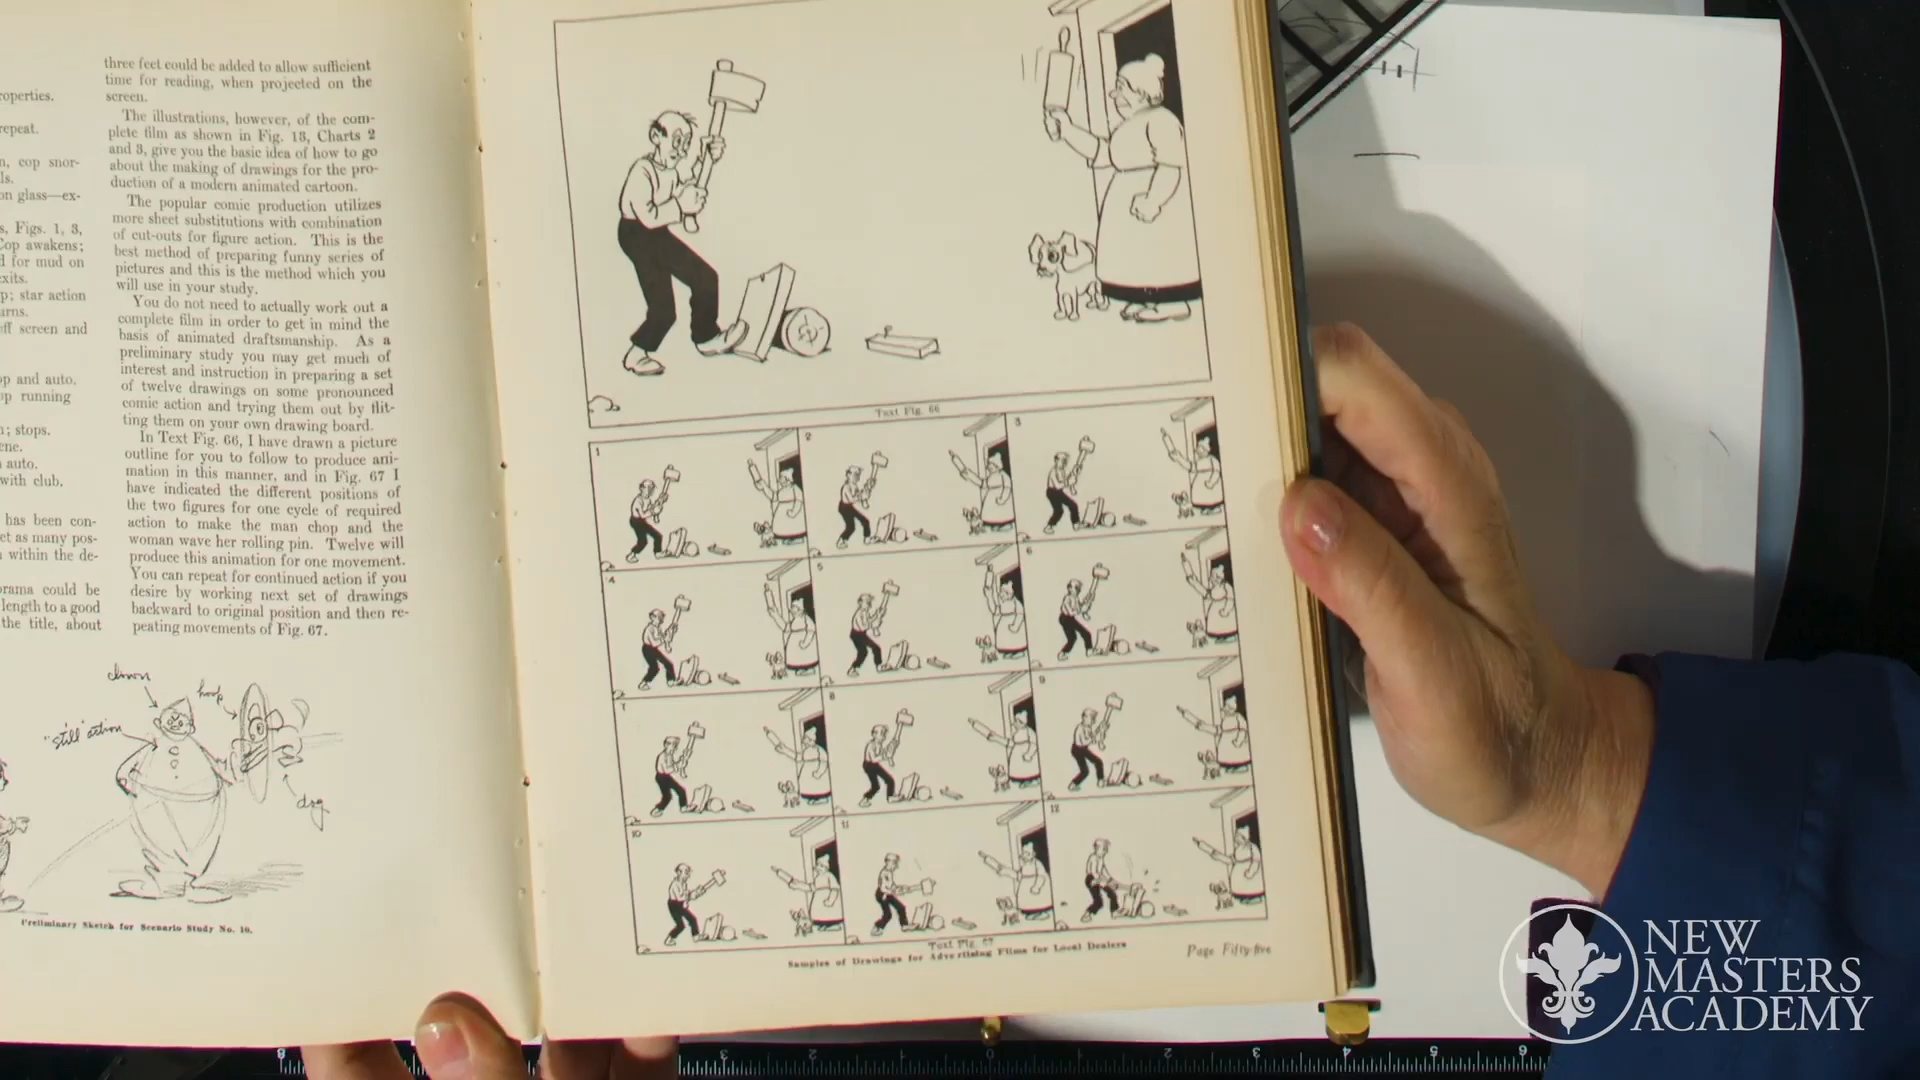 roperties.
repeat.
n, cop snor-
ls.
on glass—ex-
s, Figs. 1, 3,
Cop awakens;
d for mud on
exits.
p; star action
urns.
eff screen and
op and auto.
op running
n; stops.
ene.
auto.
with club.
has been con-
et as many pos-
within the de-
rama could be
length to a good
the title, about
three feet could be added to allow sufficient
time for reading, when projected on the
screen.
The illustrations, however, of the com-
plete film as shown in Fig. 13, Charts 2
and 3, give you the basic idea of how to go
about the making of drawings for the pro-
duction of a modern animated cartoon.
The popular comic production utilizes
more sheet substitutions with combination
of cut-outs for figure action. This is the
best method of preparing funny series of
pictures and this is the method which you
will use in your study.
You do not need to actually work out a
complete film in order to get in mind the
basis of animated draftsmanship. As a
preliminary study you may get much of
interest and instruction in preparing a set
of twelve drawings on some pronounced
comic action and trying them out by flit-
ting them on your own drawing board.
In Text Fig. 66, I have drawn a picture
outline for you to follow to produce ani-
mation in this manner, and in Fig. 67 I
have indicated the different positions of
the two figures for one cycle of required
action to make the man chop and the
woman wave her rolling pin. Twelve will
produce this animation for one movement.
You can repeat for continued action if you
desire by working next set of drawings
backward to original position and then re-
peating movements of Fig. 67.
clown
hoop
"still" action
dog
Preliminary Sketch for Scenario Study No. 10.
Text Fig. 66
1
2
3
4
5
6
7
8
9
10
11
12
Text Fig. 67
Samples of Drawings for Advertising Films for Local Dealers
Page Fifty-five
8 3 2 1 0 1 2 3 4 5 6
NEW
MASTERS
ACADEMY